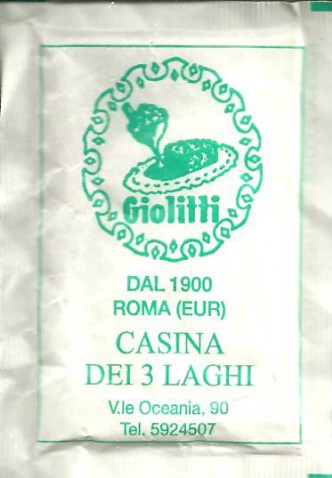 Giolitti
DAL 1900
ROMA (EUR)
CASINA
DEI 3 LAGHI
V.le Oceania, 90
Tel. 5924507